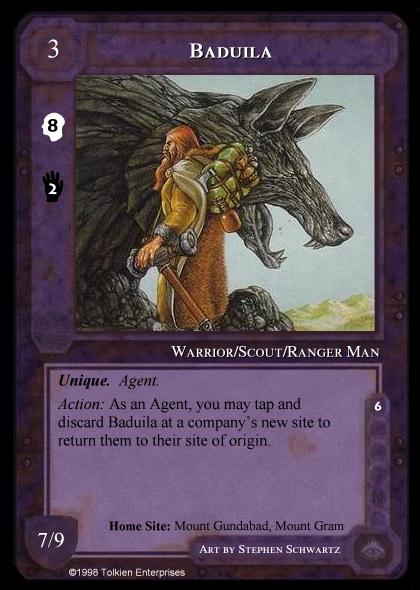 3
BADUILA
8
2
WARRIOR/SCOUT/RANGER MAN
Unique. Agent.
Action: As an Agent, you may tap and
discard Baduila at a company's new site to
return them to their site of origin.
6
Home Site: Mount Gundabad, Mount Gram
7/9
ART BY STEPHEN SCHWARTZ
©1998 Tolkien Enterprises